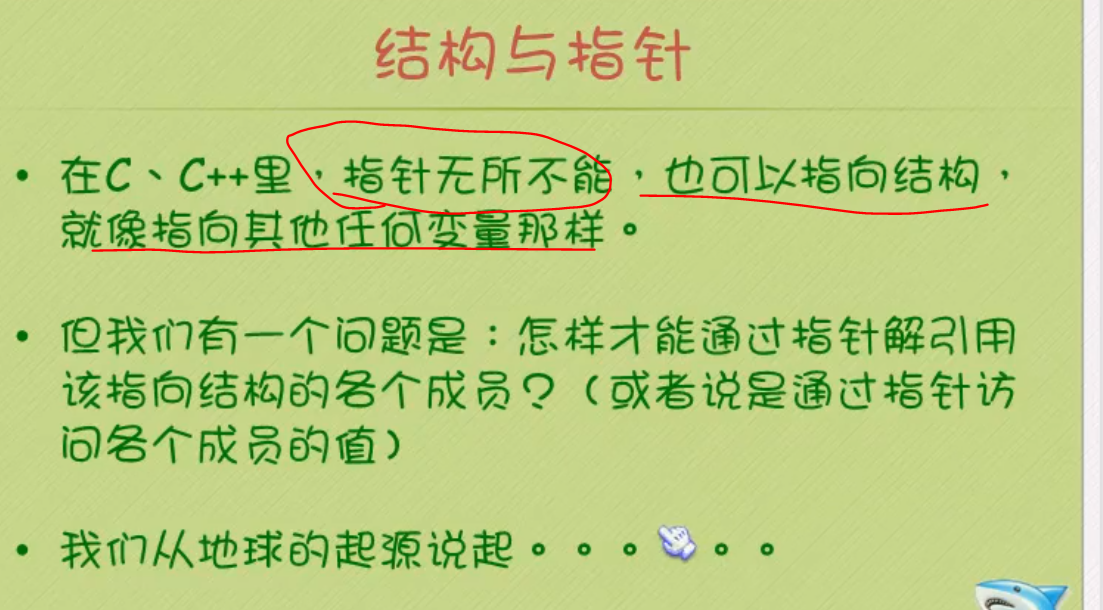 结构与指针
• 在C、C++里，指针无所不能，也可以指向结构，
就像指向其他任何变量那样。
• 但我们有一个问题是：怎样才能通过指针解引用
该指向结构的各个成员？（或者说是通过指针访
问各个成员的值）
• 我们从地球的起源说起。。。。。